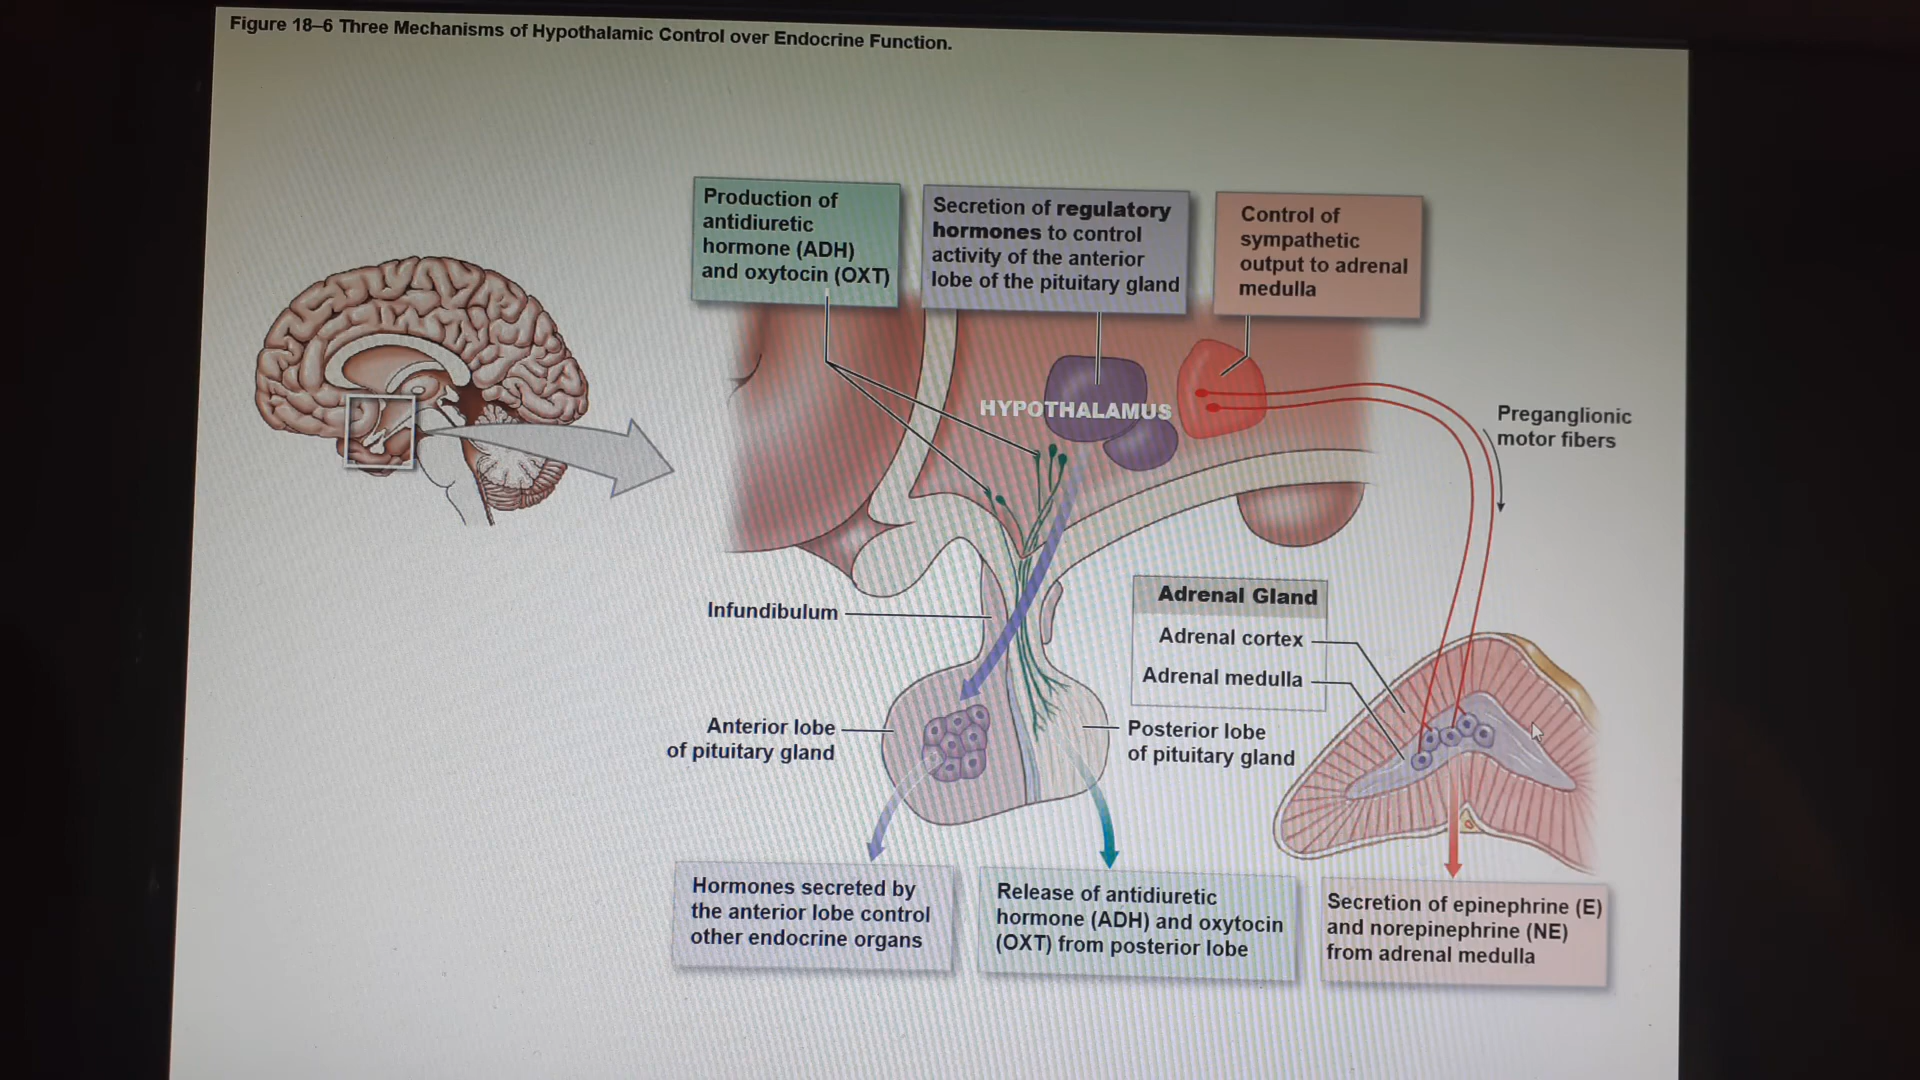 Figure 18–6 Three Mechanisms of Hypothalamic Control over Endocrine Function.
Production of
antidiuretic
hormone (ADH)
and oxytocin (OXT)
Secretion of regulatory
hormones to control
activity of the anterior
lobe of the pituitary gland
Control of
sympathetic
output to adrenal
medulla
HYPOTHALAMUS
Preganglionic
motor fibers
Infundibulum
Adrenal Gland
Adrenal cortex
Adrenal medulla
Anterior lobe
of pituitary gland
Posterior lobe
of pituitary gland
Hormones secreted by
the anterior lobe control
other endocrine organs
Release of antidiuretic
hormone (ADH) and oxytocin
(OXT) from posterior lobe
Secretion of epinephrine (E)
and norepinephrine (NE)
from adrenal medulla